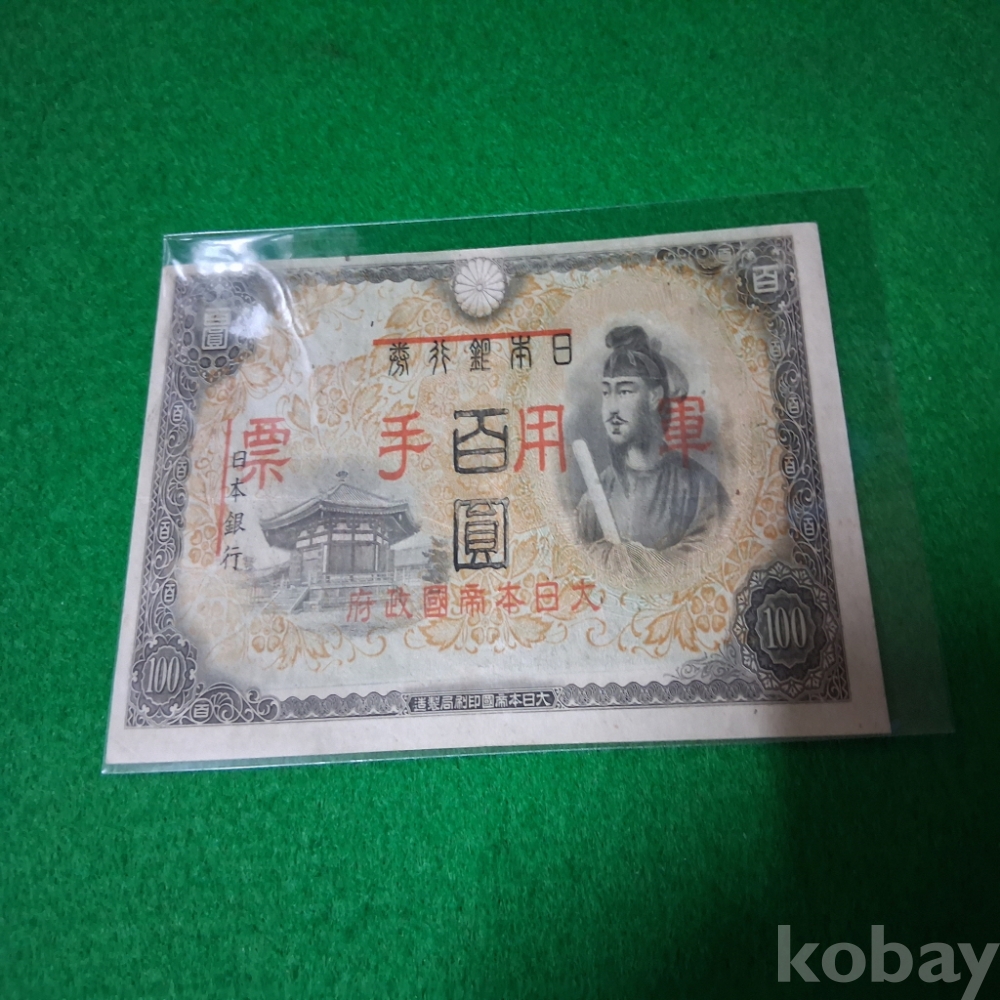 百
百圓
日本銀行券
軍用手票
百圓
日本銀行
大日本帝國政府
100
100
大日本帝國印刷局製造
kobay